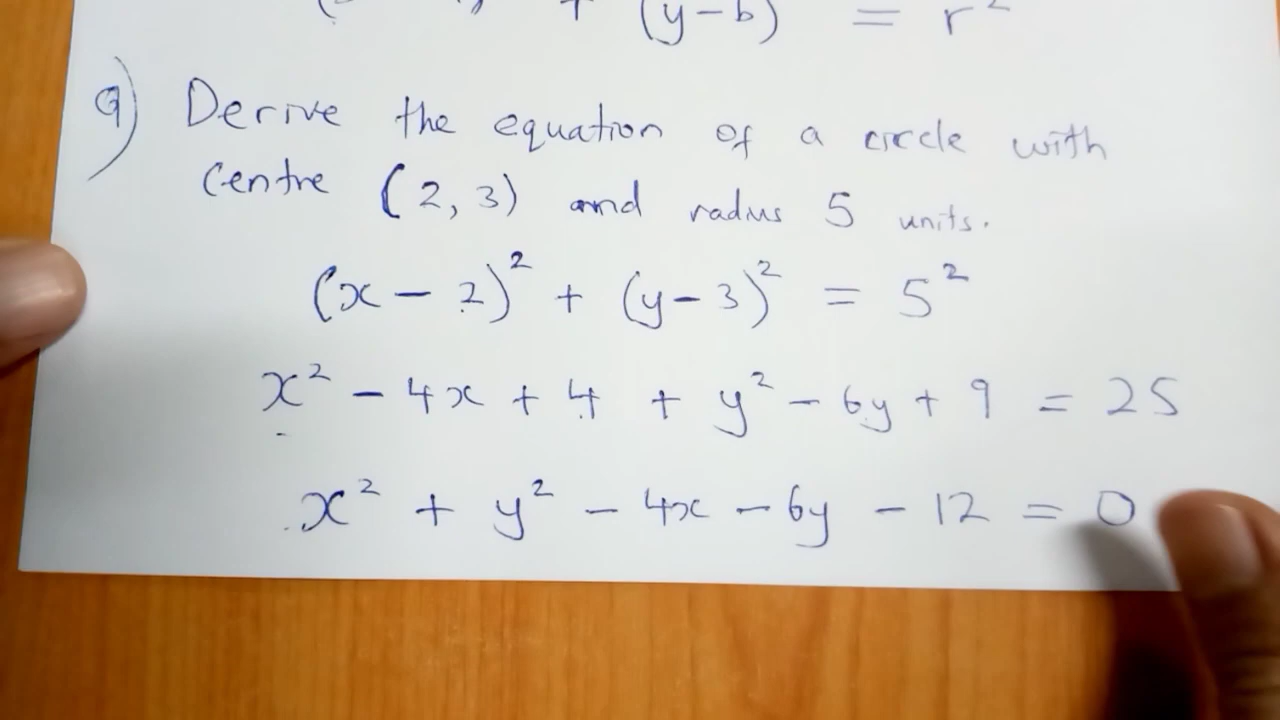 + (y-b) = r²
9) Derive the equation of a circle with
centre (2, 3) and radius 5 units.
(x - 2)² + (y-3)² = 5²
x² - 4x + 4 + y² - 6y + 9 = 25
x² + y² - 4x - 6y - 12 = 0